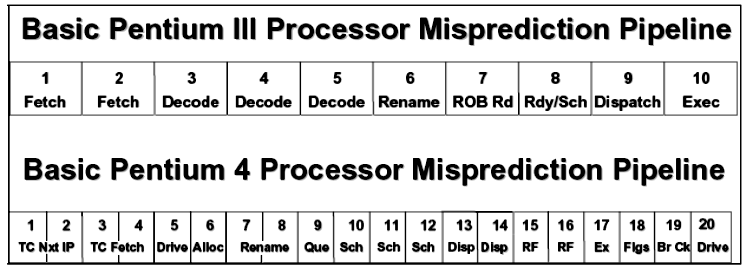 Basic Pentium III Processor Misprediction Pipeline
1 2 3 4 5 6 7 8 9 10
Fetch Fetch Decode Decode Decode Rename ROB Rd Rdy/Sch Dispatch Exec
Basic Pentium 4 Processor Misprediction Pipeline
1 2 3 4 5 6 7 8 9 10 11 12 13 14 15 16 17 18 19 20
TC Nxt IP TC Fetch Drive Alloc Rename Que Sch Sch Sch Disp Disp RF RF Ex Flgs Br Ck Drive